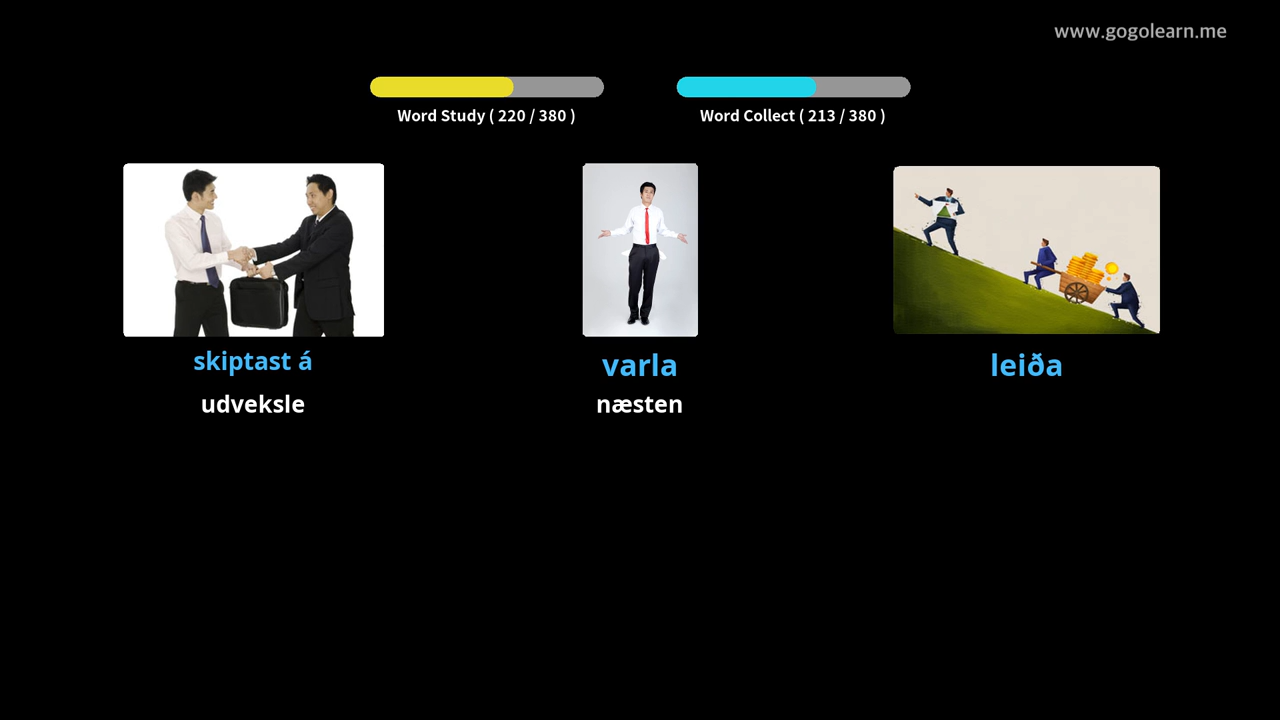 www.gogolearn.me
Word Study ( 220 / 380 )
Word Collect ( 213 / 380 )
skiptast á
varla
leiða
udveksle
næsten